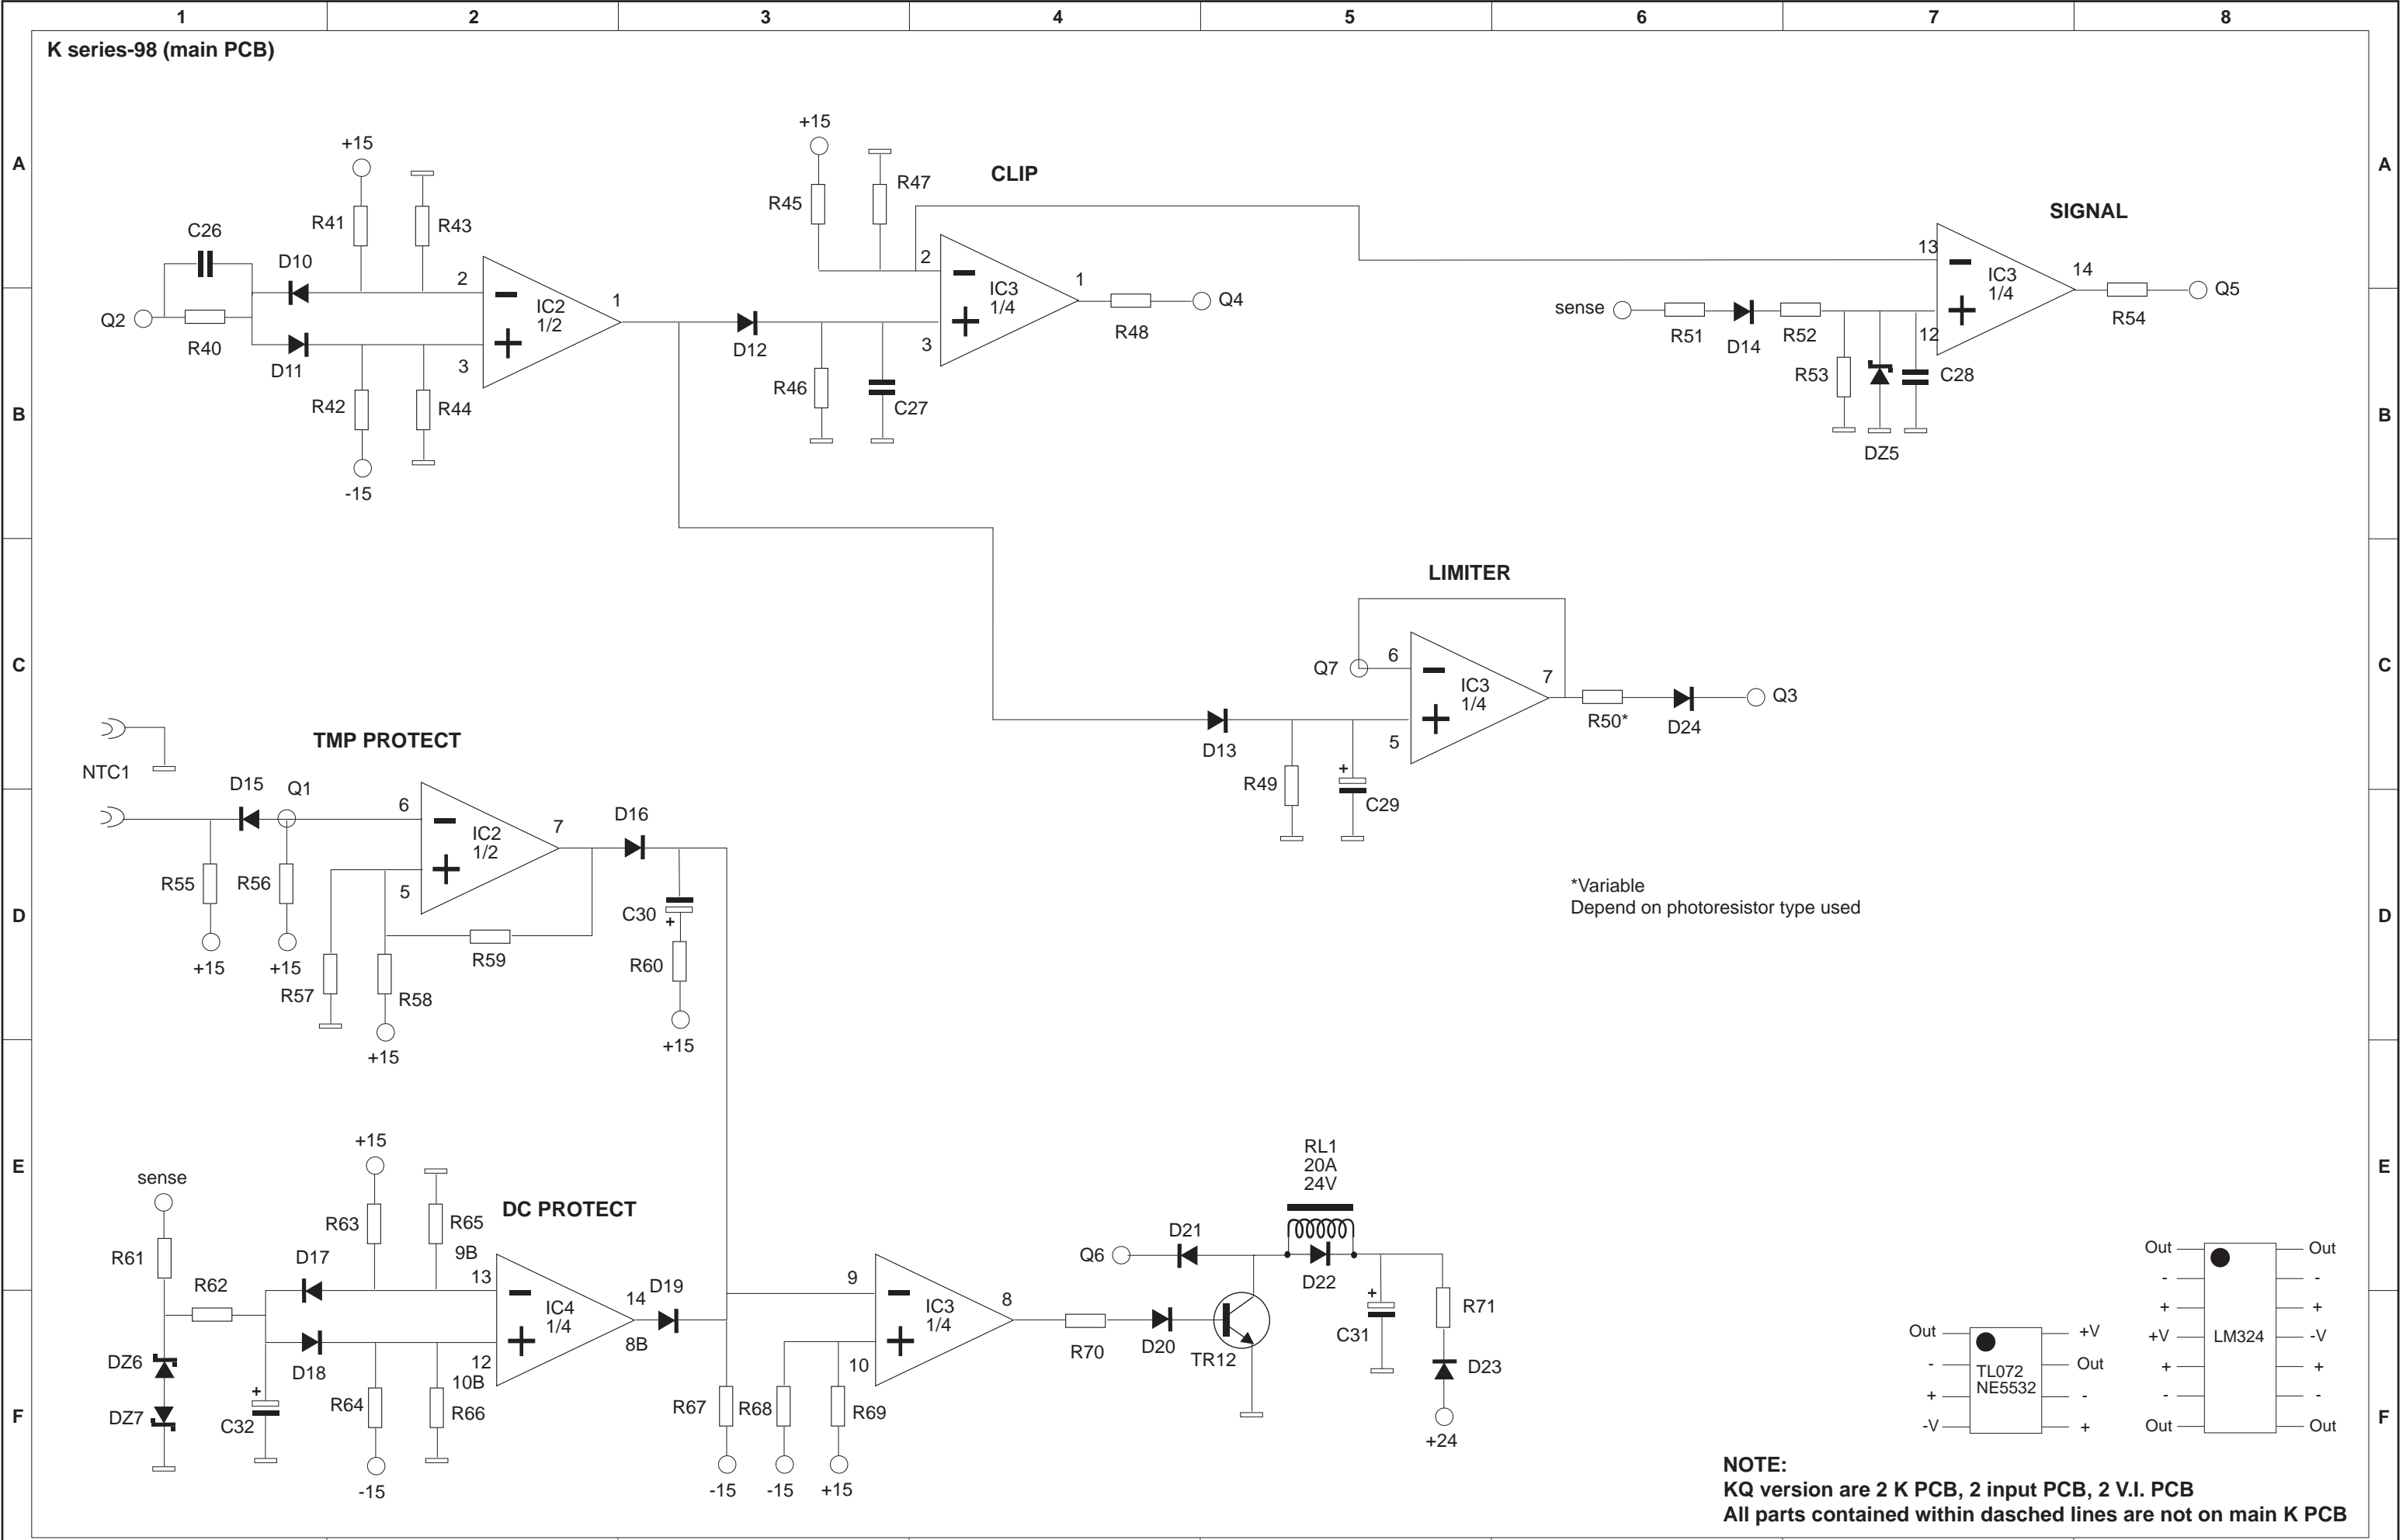 1 2 3 4 5 6 7 8
K series-98 (main PCB)
+15
+15
CLIP
A
A
R47
R45
SIGNAL
R41
R43
C26
D10
2
2
13
IC3
1/4
14
1
IC3
1/4
IC2
1/2
1
Q2
Q4
sense
Q5
R40
D11
3
D12
3
R48
R51
D14
R52
12
R54
R46
R53
C28
R42
R44
C27
B
B
DZ5
-15
LIMITER
C
C
Q7
6
IC3
1/4
7
Q3
R50*
D24
TMP PROTECT
D13
5
NTC1
D15
Q1
R49
+
C29
6
D16
IC2
1/2
7
R55
R56
5
*Variable
Depend on photoresistor type used
C30
+
D
D
R59
R60
+15
+15
R57
R58
+15
+15
+15
RL1
20A
24V
E
E
sense
DC PROTECT
R63
R65
R61
9B
D21
Q6
D17
D22
R62
13
D19
9
IC4
1/4
14
8B
IC3
1/4
8
+
R71
C31
R70
D20
TR12
DZ6
D18
12
10B
10
D23
+
DZ7
C32
R64
R66
R67
R68
R69
F
F
+24
-15
-15
-15
+15
Out
Out
-
-
+
+
+V
LM324
-V
+
+
-
-
Out
Out
Out
+V
-
TL072
NE5532
Out
+
-
-V
+
NOTE:
KQ version are 2 K PCB, 2 input PCB, 2 V.I. PCB
All parts contained within dasched lines are not on main K PCB